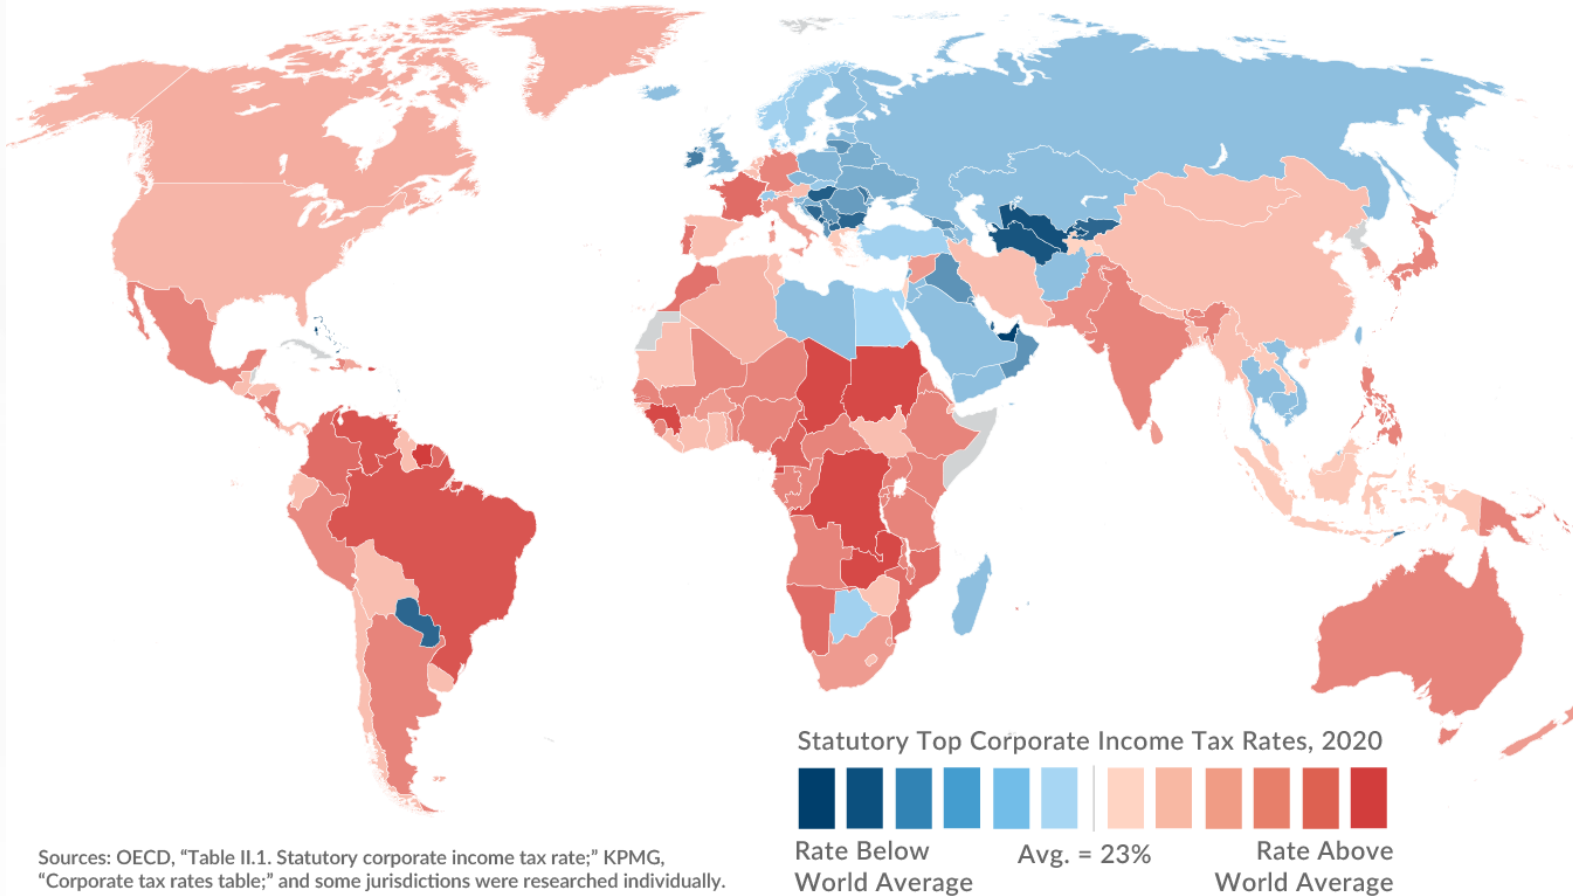 Statutory Top Corporate Income Tax Rates, 2020
Rate Below
World Average
Avg. = 23%
Rate Above
World Average
Sources: OECD, “Table II.1. Statutory corporate income tax rate;” KPMG,
“Corporate tax rates table;” and some jurisdictions were researched individually.